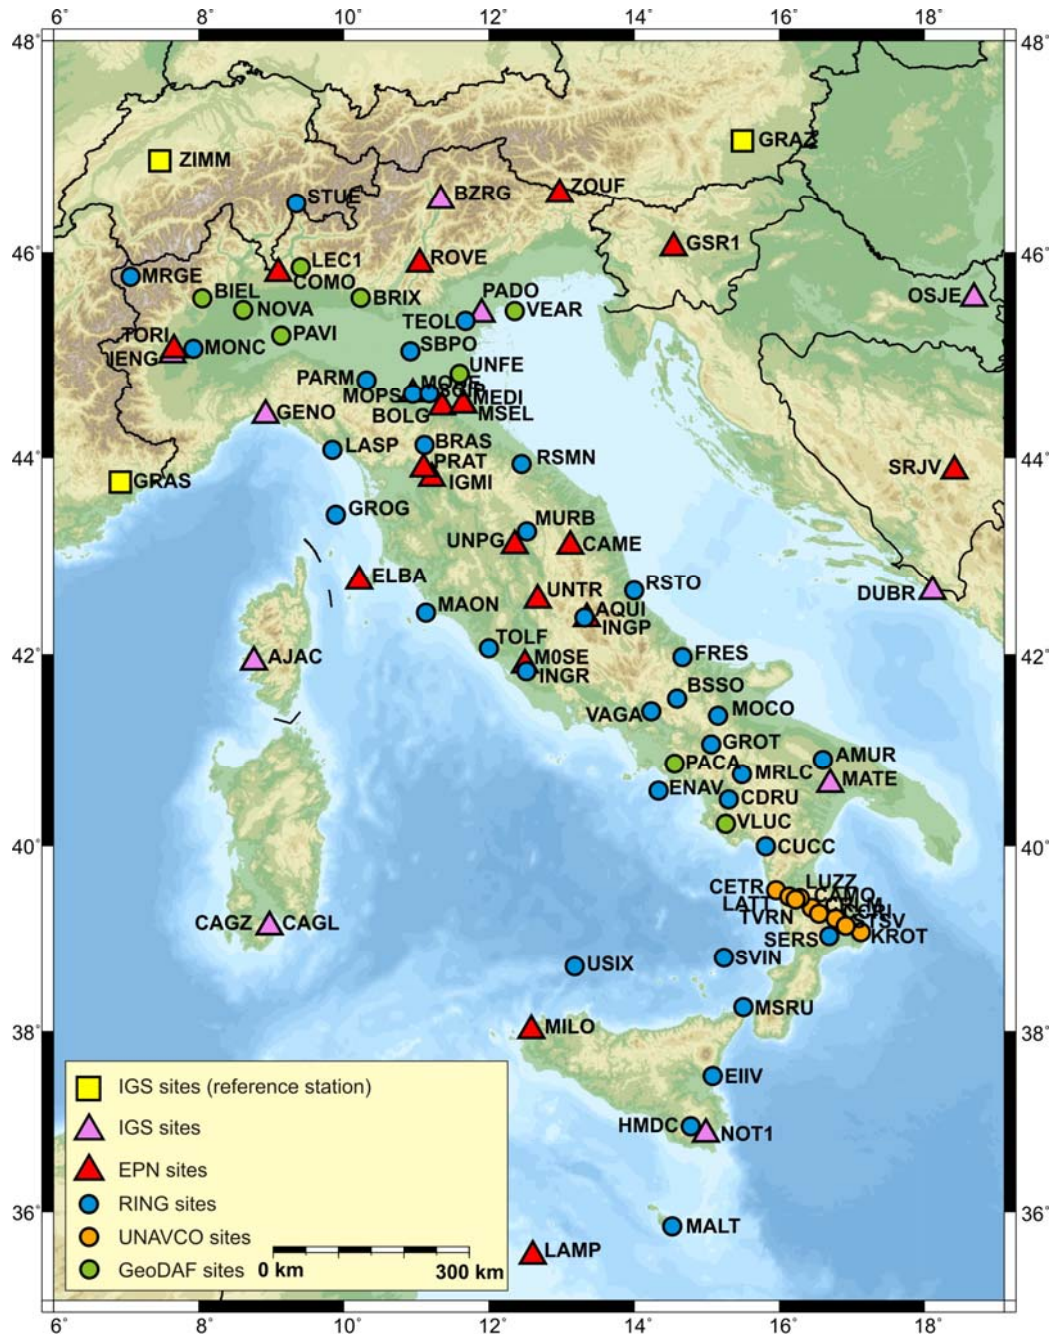 6° 8° 10° 12° 14° 16° 18°
48° 48°
GRAZ
ZIMM
BZRG ZOUF
STUE
GSR1
46° 46°
LEC1 ROVE
COMO
MRGE
BIEL BRIX PADO OSJE
NOVA VEAR
TEOL
TORI PAVI
MONC SBPO
IENG
UNFE
PARM
MOPS MEDI
BOLG MSEL
GENO
BRAS
LASP
44° 44°
PRAT RSMN SRJV
GRAS IGMI
GROG
MURB
UNPG CAME
ELBA UNTR RSTO
DUBR
MAON AQUI
INGP
TOLF
42° M0SE FRES 42°
AJAC
INGR
BSSO
VAGA MOCO
GROT
PACA AMUR
MRLC
ENAV MATE
CDRU
VLUC
40° CUCC 40°
CETR LUZZ
LATT CAMO
TVRN
STSV
CAGZ CAGL
SERS KROT
USIX SVIN
MSRU
38° MILO 38°
EIIV
HMDC
NOT1
36° 36°
MALT
LAMP
IGS sites (reference station)
IGS sites
EPN sites
RING sites
UNAVCO sites
GeoDAF sites
0 km 300 km
6° 8° 10° 12° 14° 16° 18°